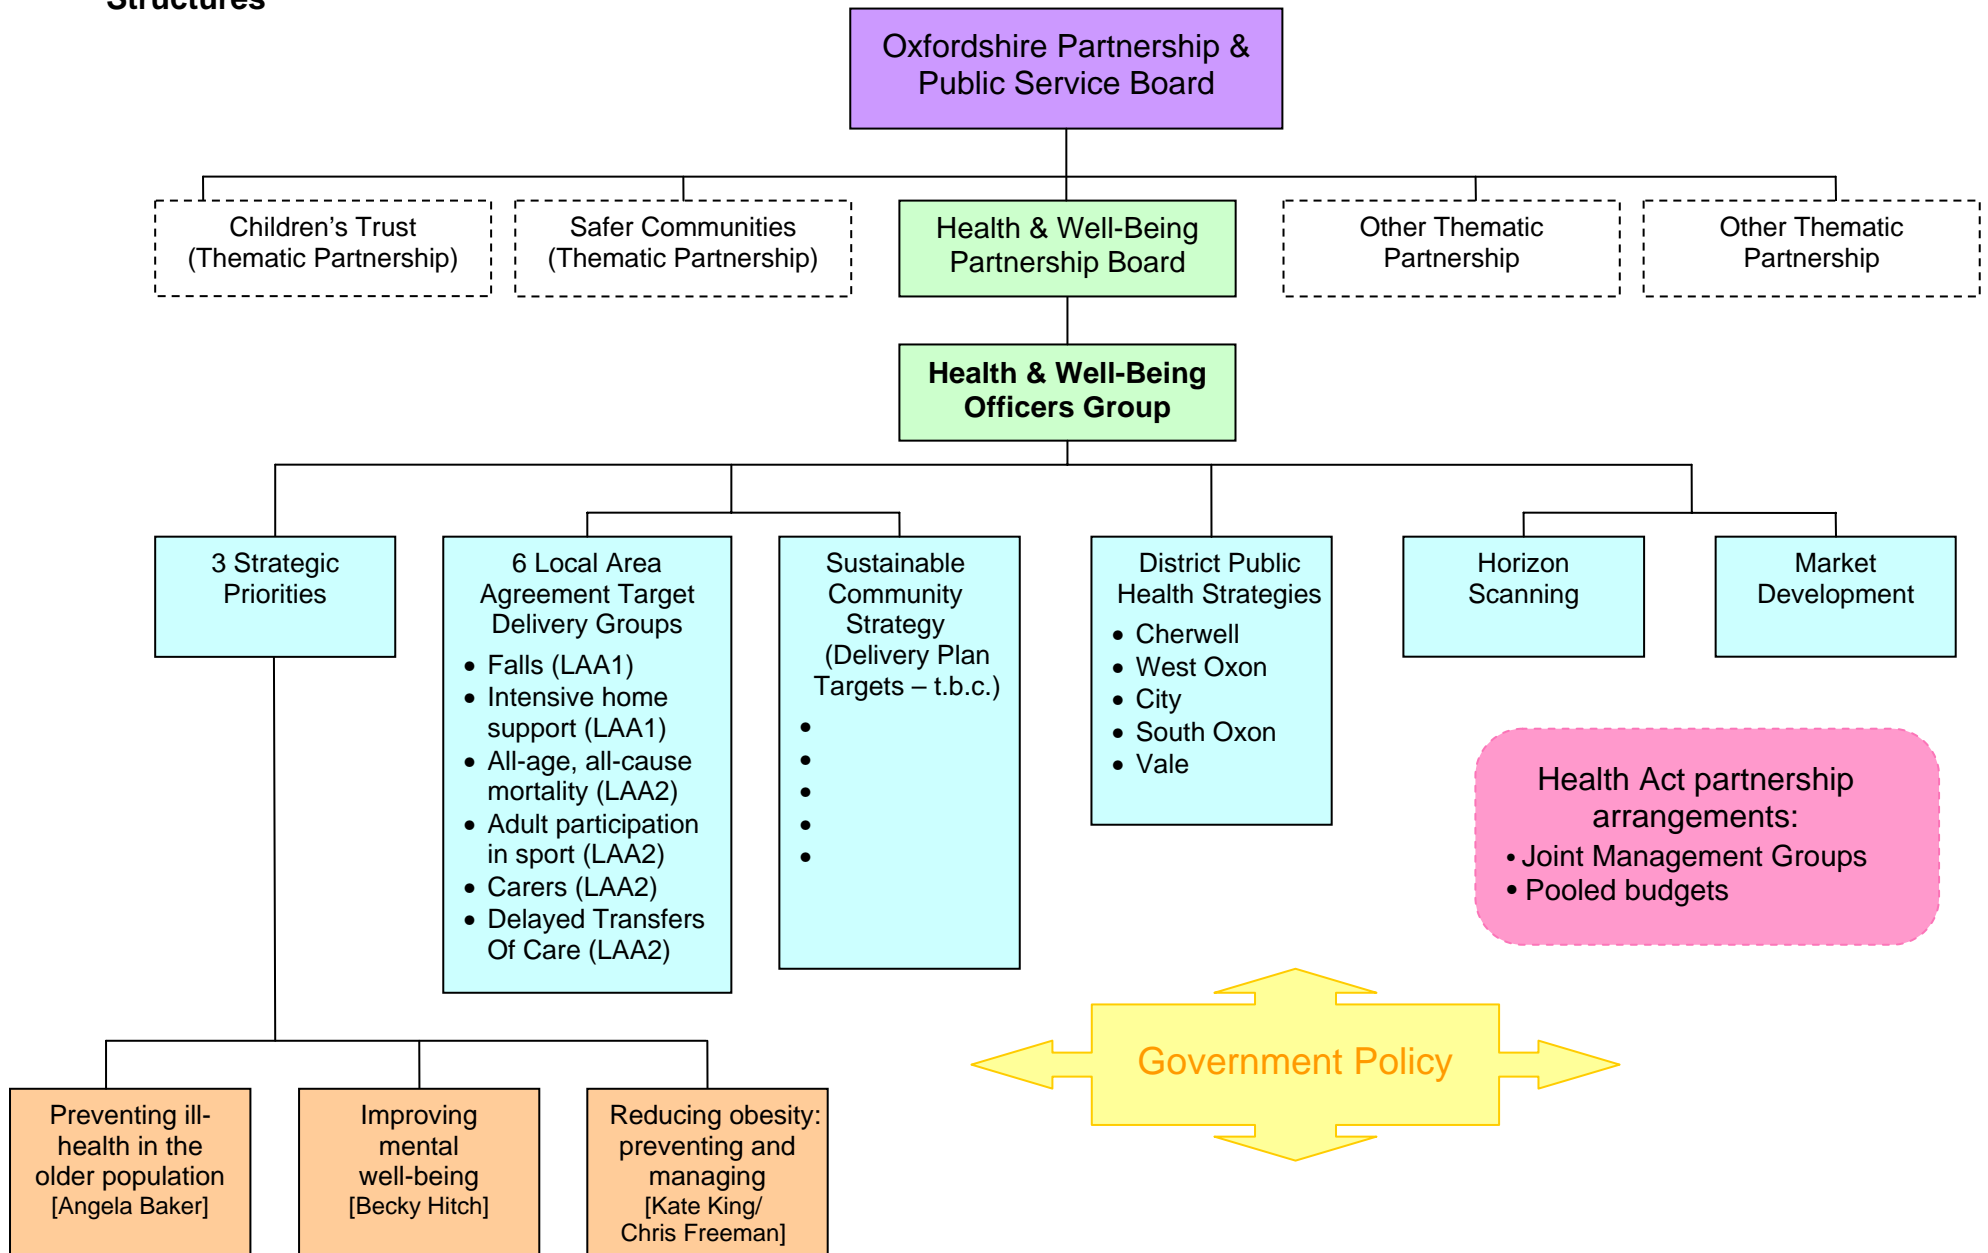 Structures
Oxfordshire Partnership &
Public Service Board
Children's Trust
(Thematic Partnership)
Safer Communities
(Thematic Partnership)
Health & Well-Being
Partnership Board
Other Thematic
Partnership
Other Thematic
Partnership
Health & Well-Being
Officers Group
3 Strategic
Priorities
6 Local Area
Agreement Target
Delivery Groups
• Falls (LAA1)
• Intensive home
support (LAA1)
• All-age, all-cause
mortality (LAA2)
• Adult participation
in sport (LAA2)
• Carers (LAA2)
• Delayed Transfers
Of Care (LAA2)
Sustainable
Community
Strategy
(Delivery Plan
Targets – t.b.c.)
•
•
•
•
•
District Public
Health Strategies
• Cherwell
• West Oxon
• City
• South Oxon
• Vale
Horizon
Scanning
Market
Development
Health Act partnership
arrangements:
• Joint Management Groups
• Pooled budgets
Government Policy
Preventing ill-
health in the
older population
[Angela Baker]
Improving
mental
well-being
[Becky Hitch]
Reducing obesity:
preventing and
managing
[Kate King/
Chris Freeman]